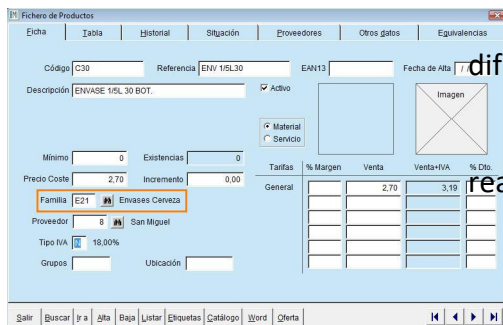 Fichero de Productos
Ficha Tabla Historial Situación Proveedores Otros datos Equivalencias
Código C30 Referencia ENV 1/5L30 EAN13 Fecha de Alta / / dif
Descripción ENVASE 1/5L 30 BOT. Activo Imagen
Material
Servicio
Mínimo 0 Existencias 0 Tarifas % Margen Venta Venta+IVA % Dto.
Precio Coste 2,70 Incremento 0,00 General 2,70 3,19 rea
Familia E21 Envases Cerveza
Proveedor 8 San Miguel
Tipo IVA N 18,00%
Grupos Ubicación
Salir Buscar Ir a Alta Baja Listar Etiquetas Catálogo Word Oferta